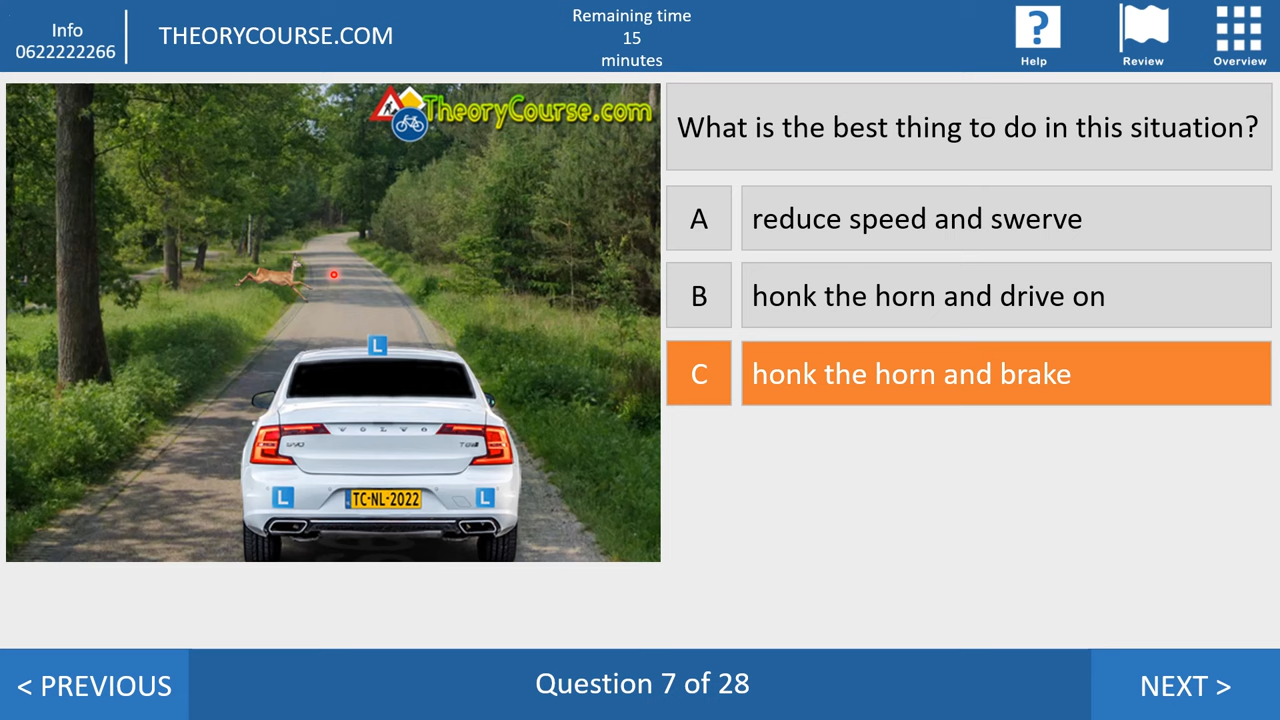 Info
0622222266
THEORYCOURSE.COM
Remaining time
15
minutes
?
Help
Review
Overview
TheoryCourse.com
What is the best thing to do in this situation?
A
reduce speed and swerve
B
honk the horn and drive on
C
honk the horn and brake
L
VOLVO
L
TC-NL-2022
L
< PREVIOUS
Question 7 of 28
NEXT >